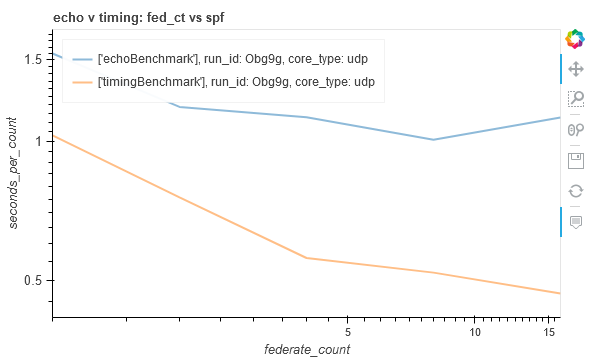 echo v timing: fed_ct vs spf
['echoBenchmark'], run_id: Obg9g, core_type: udp
['timingBenchmark'], run_id: Obg9g, core_type: udp
seconds_per_count
1.5
1
0.5
5
10
15
federate_count